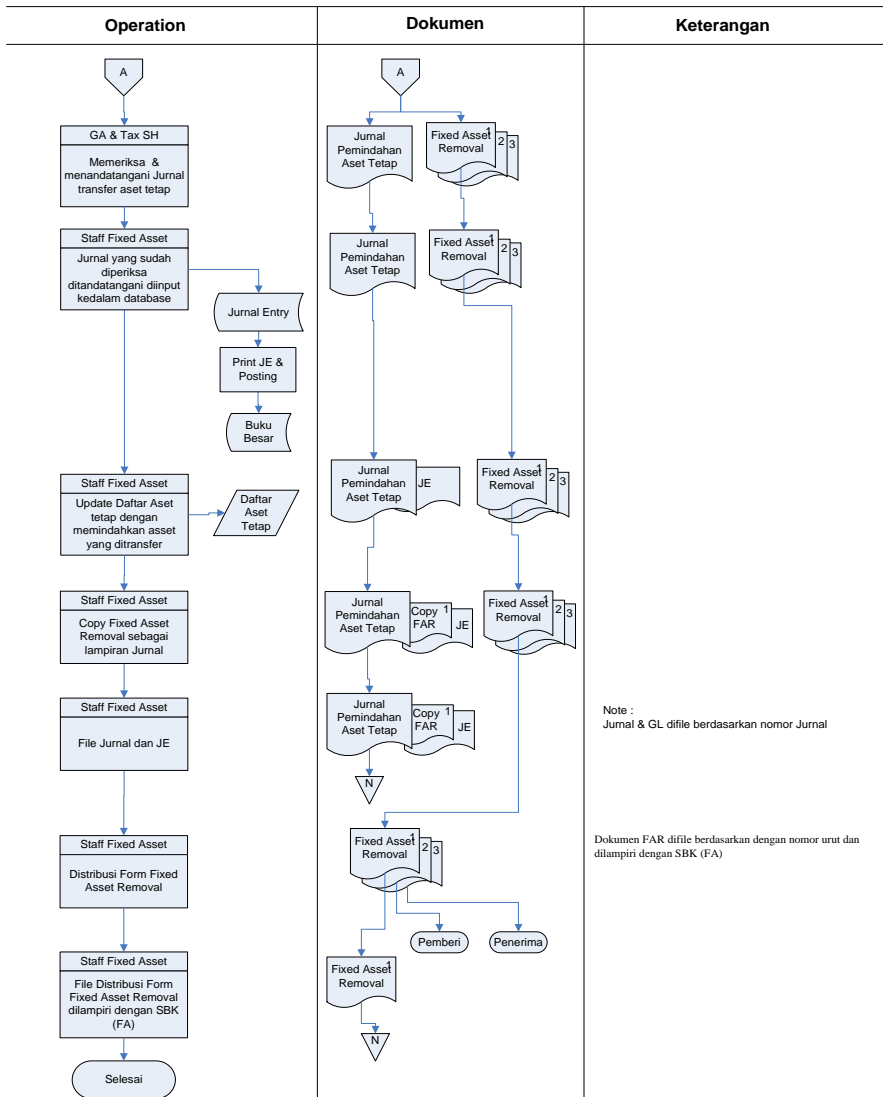 Operation
Dokumen
Keterangan
A
GA & Tax SH
Memeriksa &
menandatangani Jurnal
transfer aset tetap
Staff Fixed Asset
Jurnal yang sudah
diperiksa
ditandatangani diinput
kedalam database
Jurnal Entry
Print JE &
Posting
Buku
Besar
Staff Fixed Asset
Update Daftar Aset
tetap dengan
memindahkan asset
yang ditransfer
Daftar
Aset
Tetap
Staff Fixed Asset
Copy Fixed Asset
Removal sebagai
lampiran Jurnal
Staff Fixed Asset
File Jurnal dan JE
Staff Fixed Asset
Distribusi Form Fixed
Asset Removal
Staff Fixed Asset
File Distribusi Form
Fixed Asset Removal
dilampiri dengan SBK
(FA)
Selesai
A
Jurnal
Pemindahan
Aset Tetap
Fixed Asset
Removal
1
2
3
Jurnal
Pemindahan
Aset Tetap
Fixed Asset
Removal
1
2
3
Jurnal
Pemindahan
Aset Tetap
JE
Fixed Asset
Removal
1
2
3
Jurnal
Pemindahan
Aset Tetap
Copy 1
FAR
JE
Fixed Asset
Removal
1
2
3
Jurnal
Pemindahan
Aset Tetap
Copy 1
FAR
JE
N
Fixed Asset
Removal
1
2
3
Pemberi
Penerima
Fixed Asset
Removal
1
N
Note :
Jurnal & GL difile berdasarkan nomor Jurnal
Dokumen FAR difile berdasarkan dengan nomor urut dan
dilampiri dengan SBK (FA)